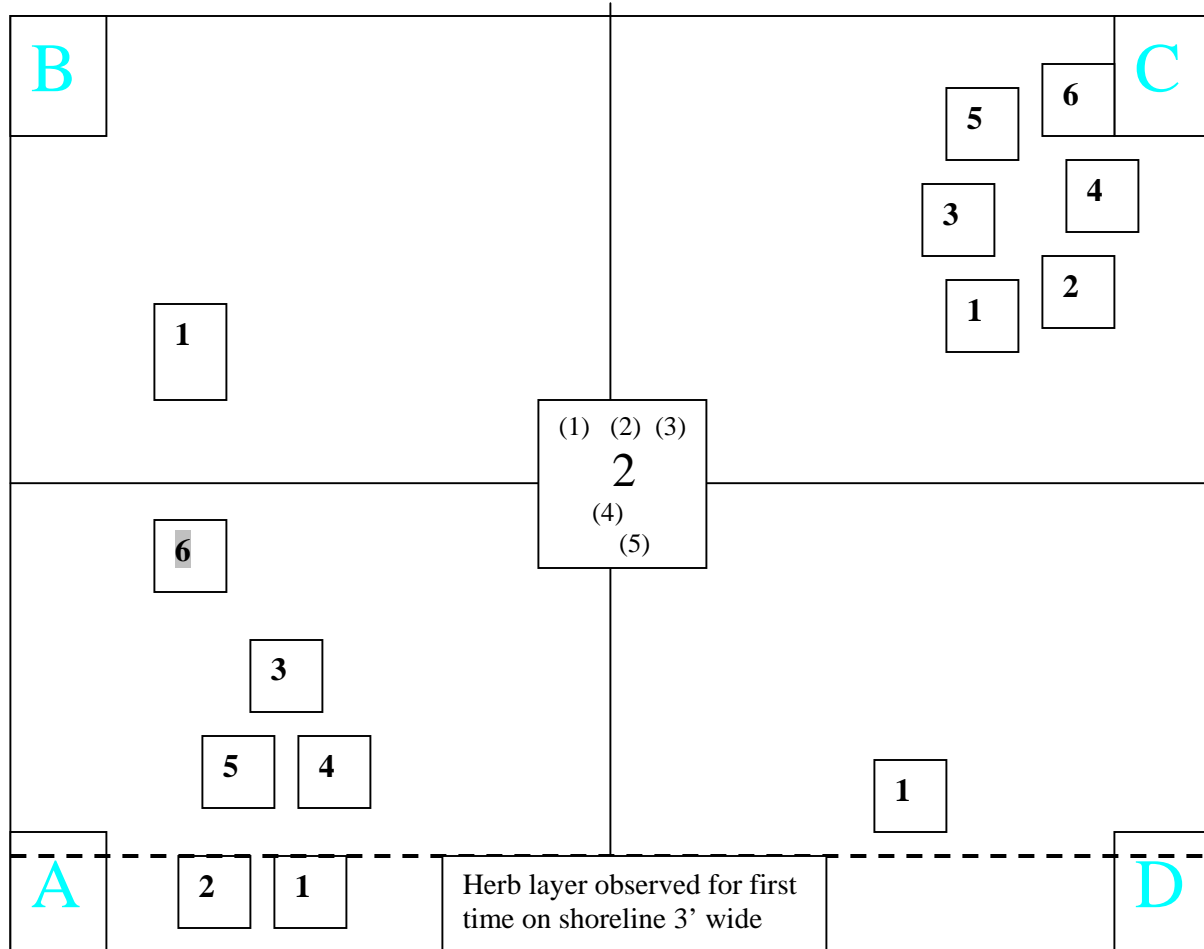 B
C
6
5
4
3
2
1
1
(1) (2) (3)
2
(4)
(5)
6
3
5
4
1
A
2
1
Herb layer observed for first
time on shoreline 3’ wide
D